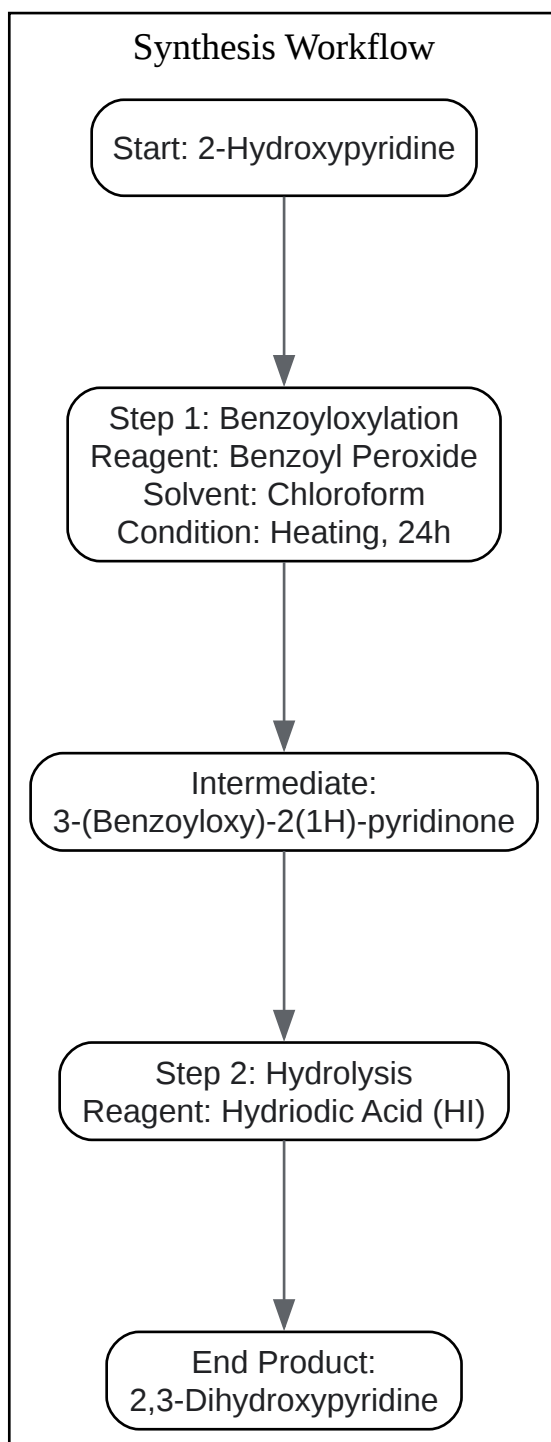 Synthesis Workflow
Start: 2-Hydroxypyridine
Step 1: Benzoyloxylation
Reagent: Benzoyl Peroxide
Solvent: Chloroform
Condition: Heating, 24h
Intermediate:
3-(Benzoyloxy)-2(1H)-pyridinone
Step 2: Hydrolysis
Reagent: Hydriodic Acid (HI)
End Product:
2,3-Dihydroxypyridine